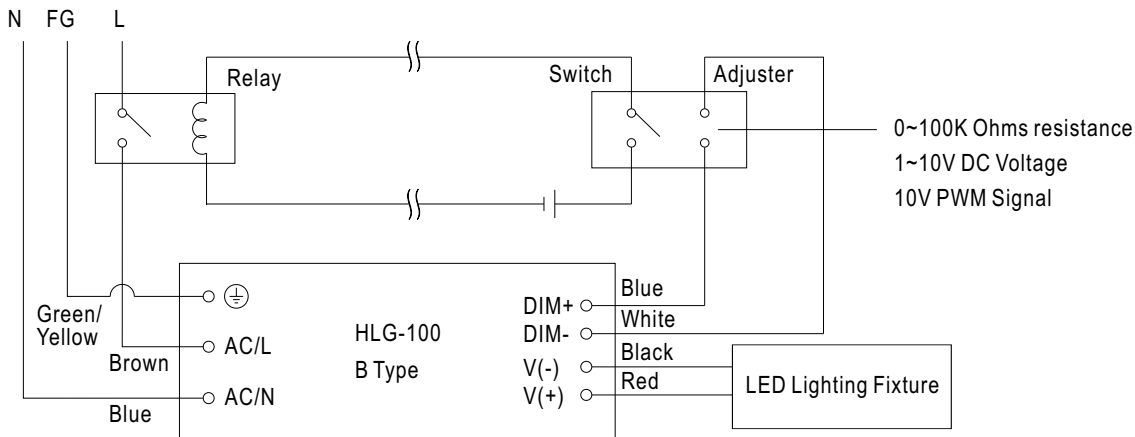 N FG L
Relay
Switch
Adjuster
0~100K Ohms resistance
1~10V DC Voltage
10V PWM Signal
Green/
Yellow
Brown
Blue
AC/L
AC/N
HLG-100
B Type
DIM+
DIM-
V(-)
V(+)
Blue
White
Black
Red
LED Lighting Fixture